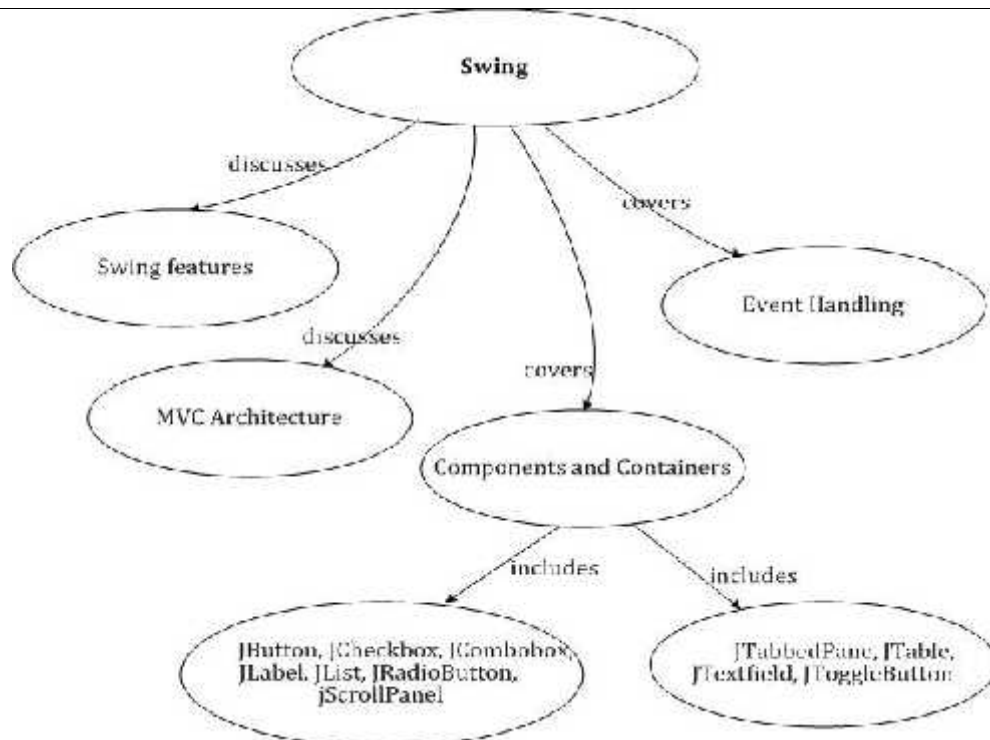 Swing
discusses
covers
Swing features
Event Handling
discusses
covers
MVC Architecture
Components and Containers
includes
includes
JButton, JCheckbox, JCombobox,
JLabel, JList, JRadioButton,
jScrollPanel
JTabbedPane, JTable,
JTextfield, JToggleButton